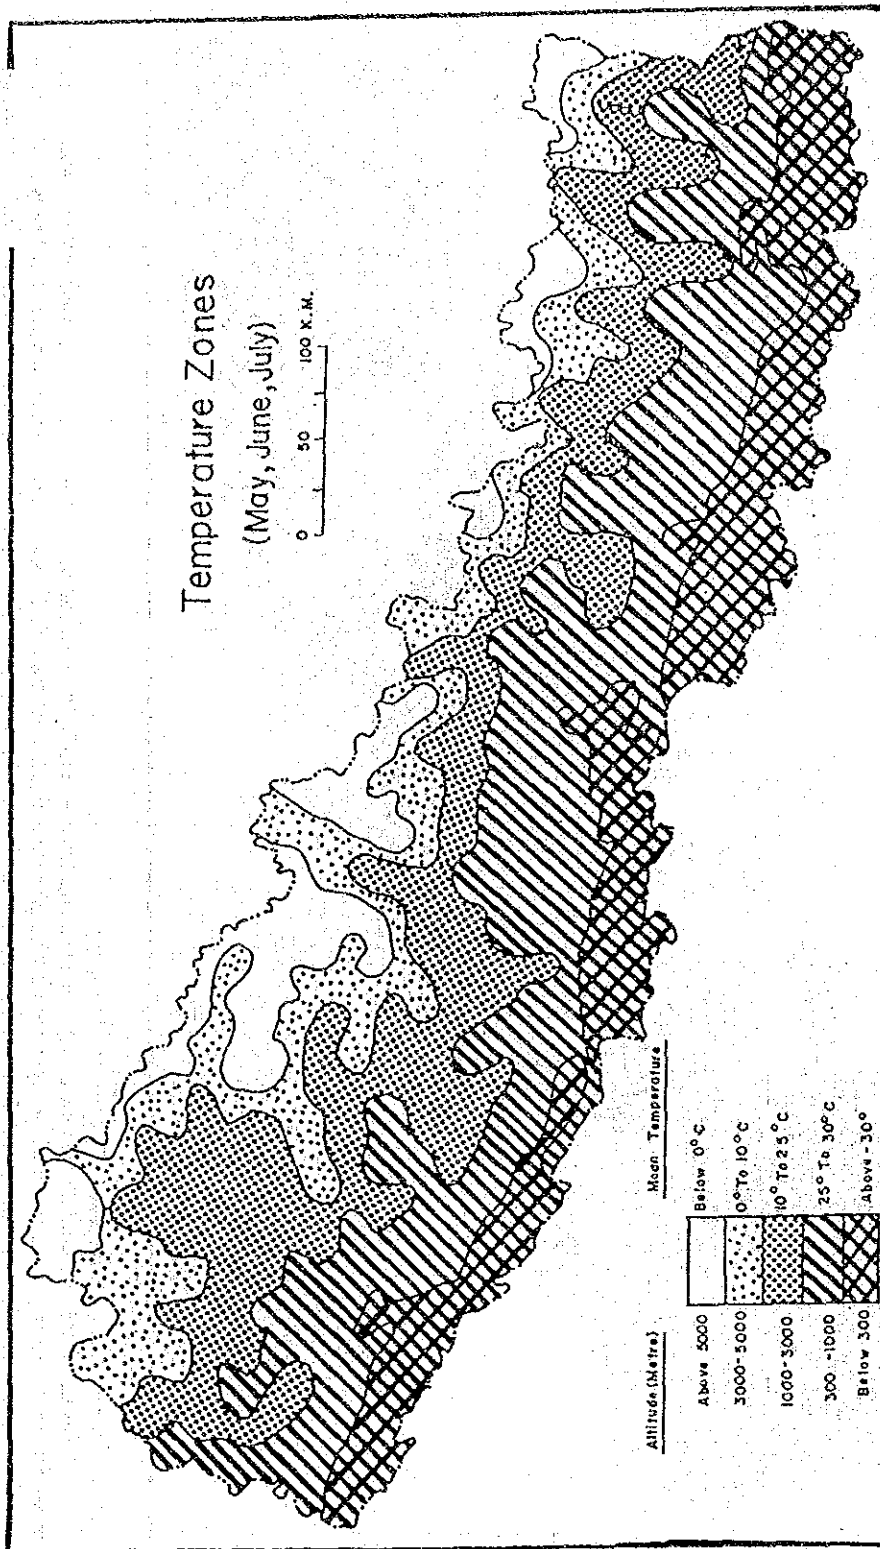 Temperature Zones
(May, June, July)
0 50 100 K.M.
Altitude (Metre) Mean Temperature
Above 5000 Below 0° C
3000-5000 0° To 10° C
1000-3000 10° To 25° C
300-1000 25° To 30° C
Below 300 Above-30°